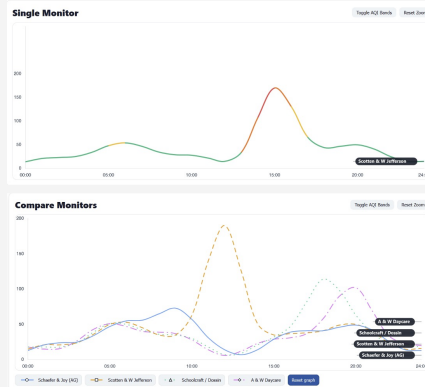 Single Monitor
Toggle AQI Bands Reset Zoom
200
150
100
50
0
Scotten & W Jefferson
00:00 05:00 10:00 15:00 20:00 24:0
Compare Monitors
Toggle AQI Bands Reset Zoom
200
150
100
50
0
A & W Daycare
Schoolcraft / Dessin
Scotten & W Jefferson
Schaefer & Joy (AG)
00:00 05:00 10:00 15:00 20:00 24:0
Schaefer & Joy (AG) Scotten & W Jefferson Schoolcraft / Dessin A & W Daycare Reset graph